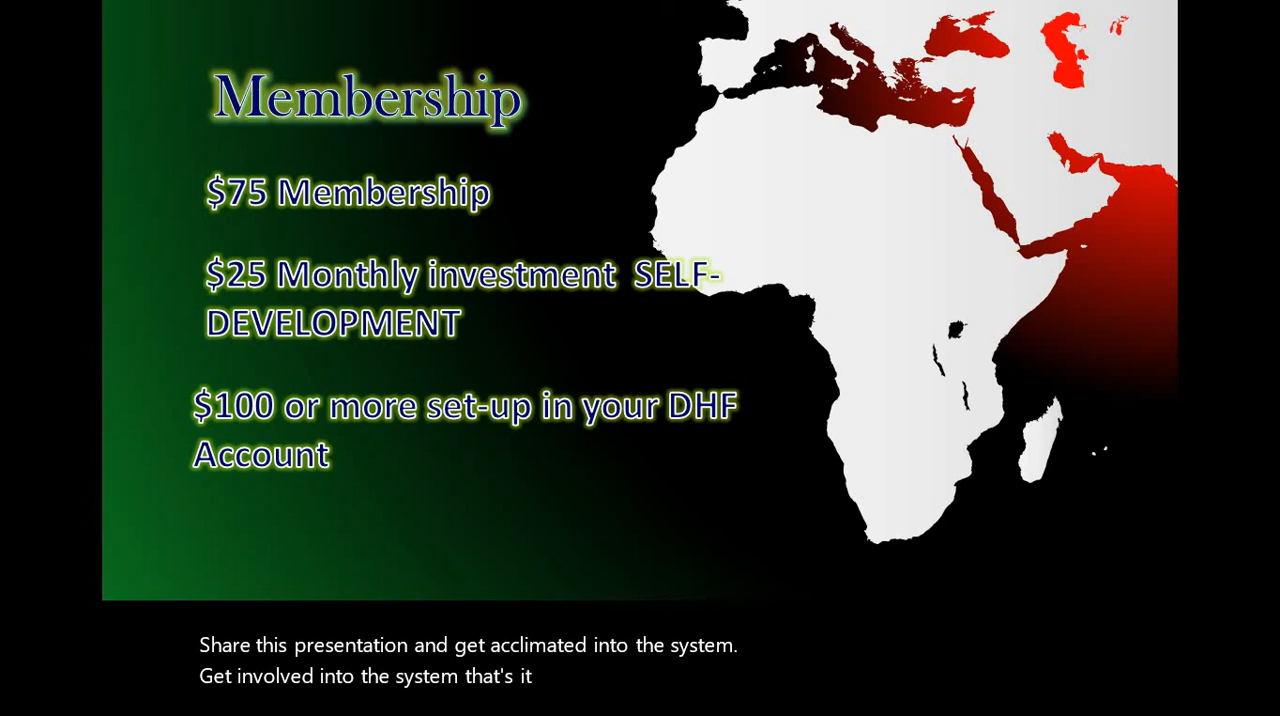 Membership
$75 Membership
$25 Monthly investment  SELF-
DEVELOPMENT
$100 or more set-up in your DHF
Account
Share this presentation and get acclimated into the system.
Get involved into the system that's it